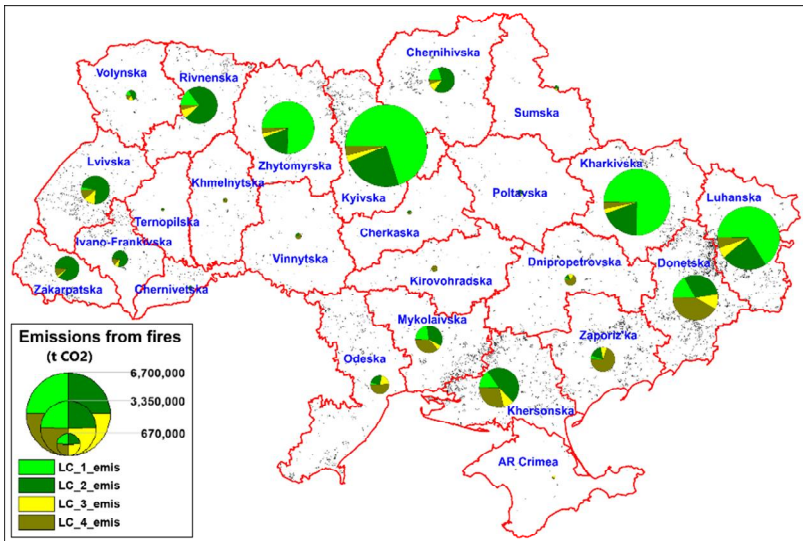 Chernihivska
Volynska
Rivnenska
Sumska
Zhytomyrska
Kharkivska
Lvivska
Khmelnytska
Kyivska
Poltavska
Luhanska
Ternopilska
Cherkaska
Ivano-Frankivska
Vinnytska
Dnipropetrovska
Donetska
Zakarpatska
Chernivetska
Kirovohradska
Mykolaivska
Zaporiz'ka
Odeska
Khersonska
AR Crimea
Emissions from fires
(t CO2)
6,700,000
3,350,000
670,000
LC_1_emis
LC_2_emis
LC_3_emis
LC_4_emis